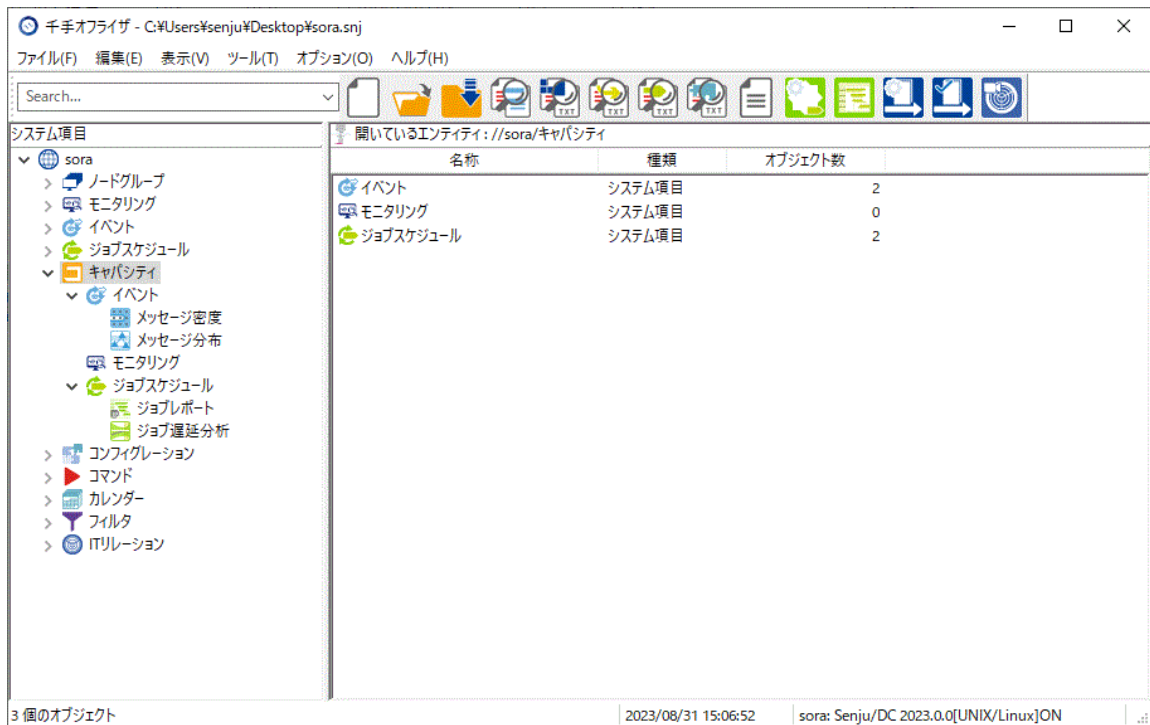 千手オフライザ - C:¥Users¥senju¥Desktop¥sora.snj
ファイル(F) 編集(E) 表示(V) ツール(T) オプション(O) ヘルプ(H)
Search...
システム項目
sora
ノードグループ
モニタリング
イベント
ジョブスケジュール
キャパシティ
イベント
メッセージ密度
メッセージ分布
モニタリング
ジョブスケジュール
ジョブレポート
ジョブ遅延分析
コンフィグレーション
コマンド
カレンダー
フィルタ
ITリレーション
開いているエンティティ : //sora/キャパシティ
名称 種類 オブジェクト数
イベント システム項目 2
モニタリング システム項目 0
ジョブスケジュール システム項目 2
3 個のオブジェクト 2023/08/31 15:06:52 sora: Senju/DC 2023.0.0[UNIX/Linux]ON